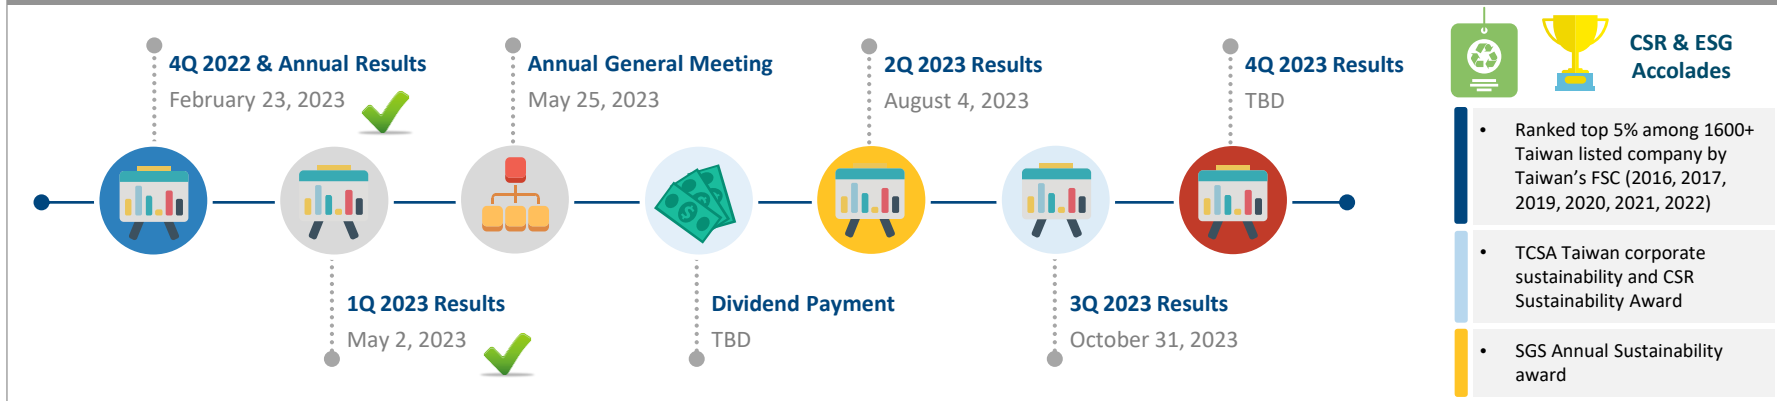 4Q 2022 & Annual Results
February 23, 2023
1Q 2023 Results
May 2, 2023
Annual General Meeting
May 25, 2023
Dividend Payment
TBD
2Q 2023 Results
August 4, 2023
3Q 2023 Results
October 31, 2023
4Q 2023 Results
TBD
CSR & ESG
Accolades
• Ranked top 5% among 1600+
Taiwan listed company by
Taiwan’s FSC (2016, 2017,
2019, 2020, 2021, 2022)
• TCSA Taiwan corporate
sustainability and CSR
Sustainability Award
• SGS Annual Sustainability
award